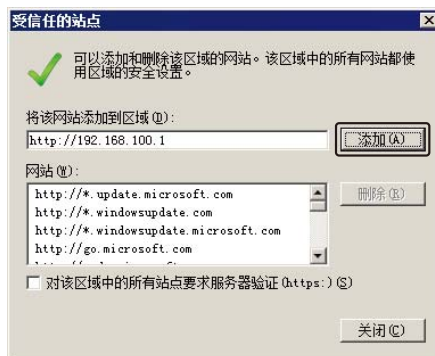 受信任的站点
可以添加和删除该区域的网站。该区域中的所有网站都使
用区域的安全设置。
将该网站添加到区域(D):
http://192.168.100.1
添加(A)
网站(W):
http://*.update.microsoft.com
http://*.windowsupdate.com
http://*.windowsupdate.microsoft.com
http://go.microsoft.com
删除(R)
对该区域中的所有站点要求服务器验证(https:)(S)
关闭(C)